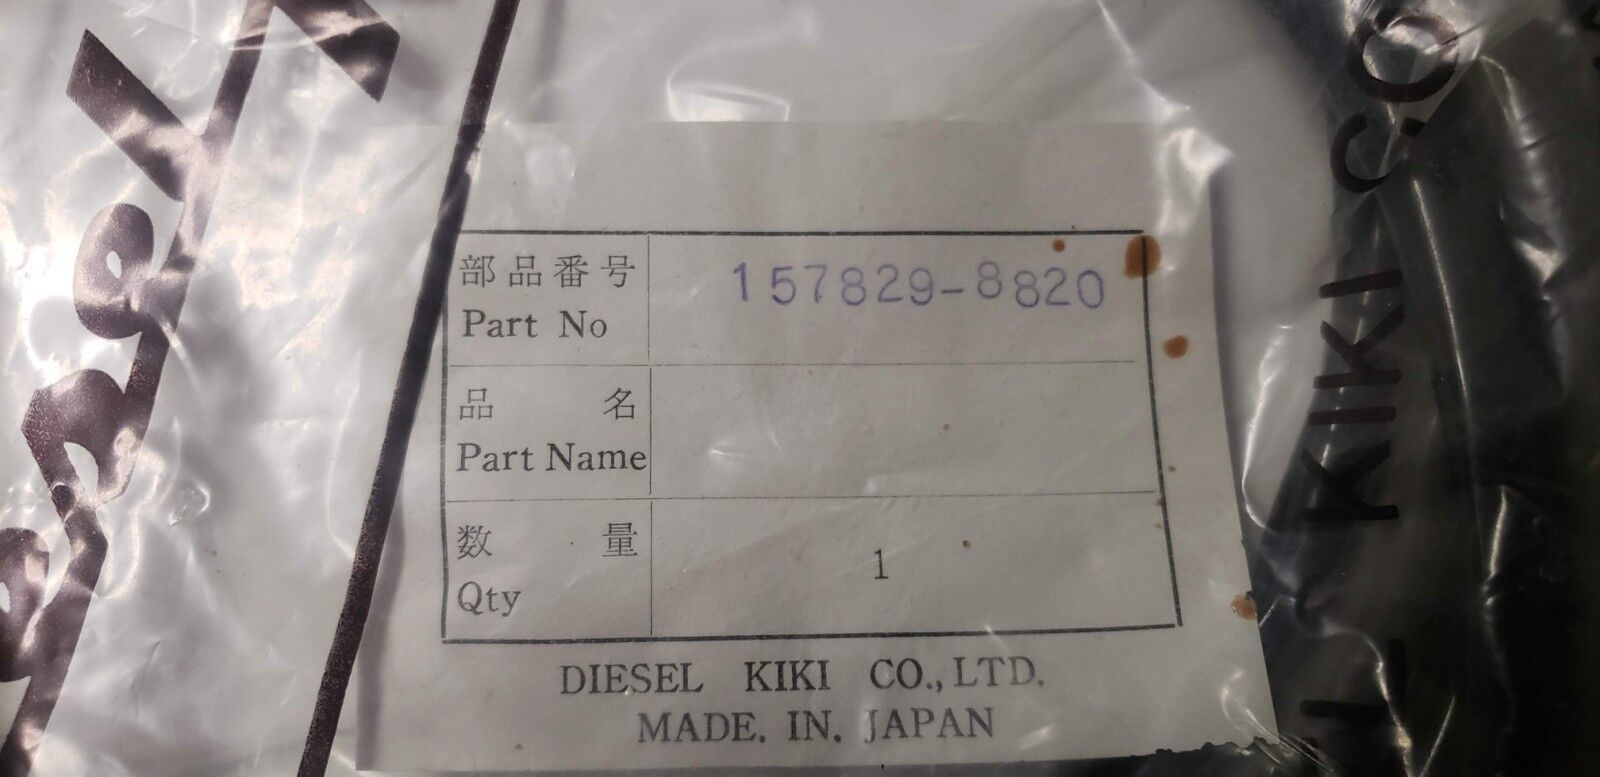 部品番号
Part No
157829-8820
品名
Part Name
数量
Qty
1
DIESEL KIKI CO., LTD.
MADE. IN. JAPAN
KIKI CO